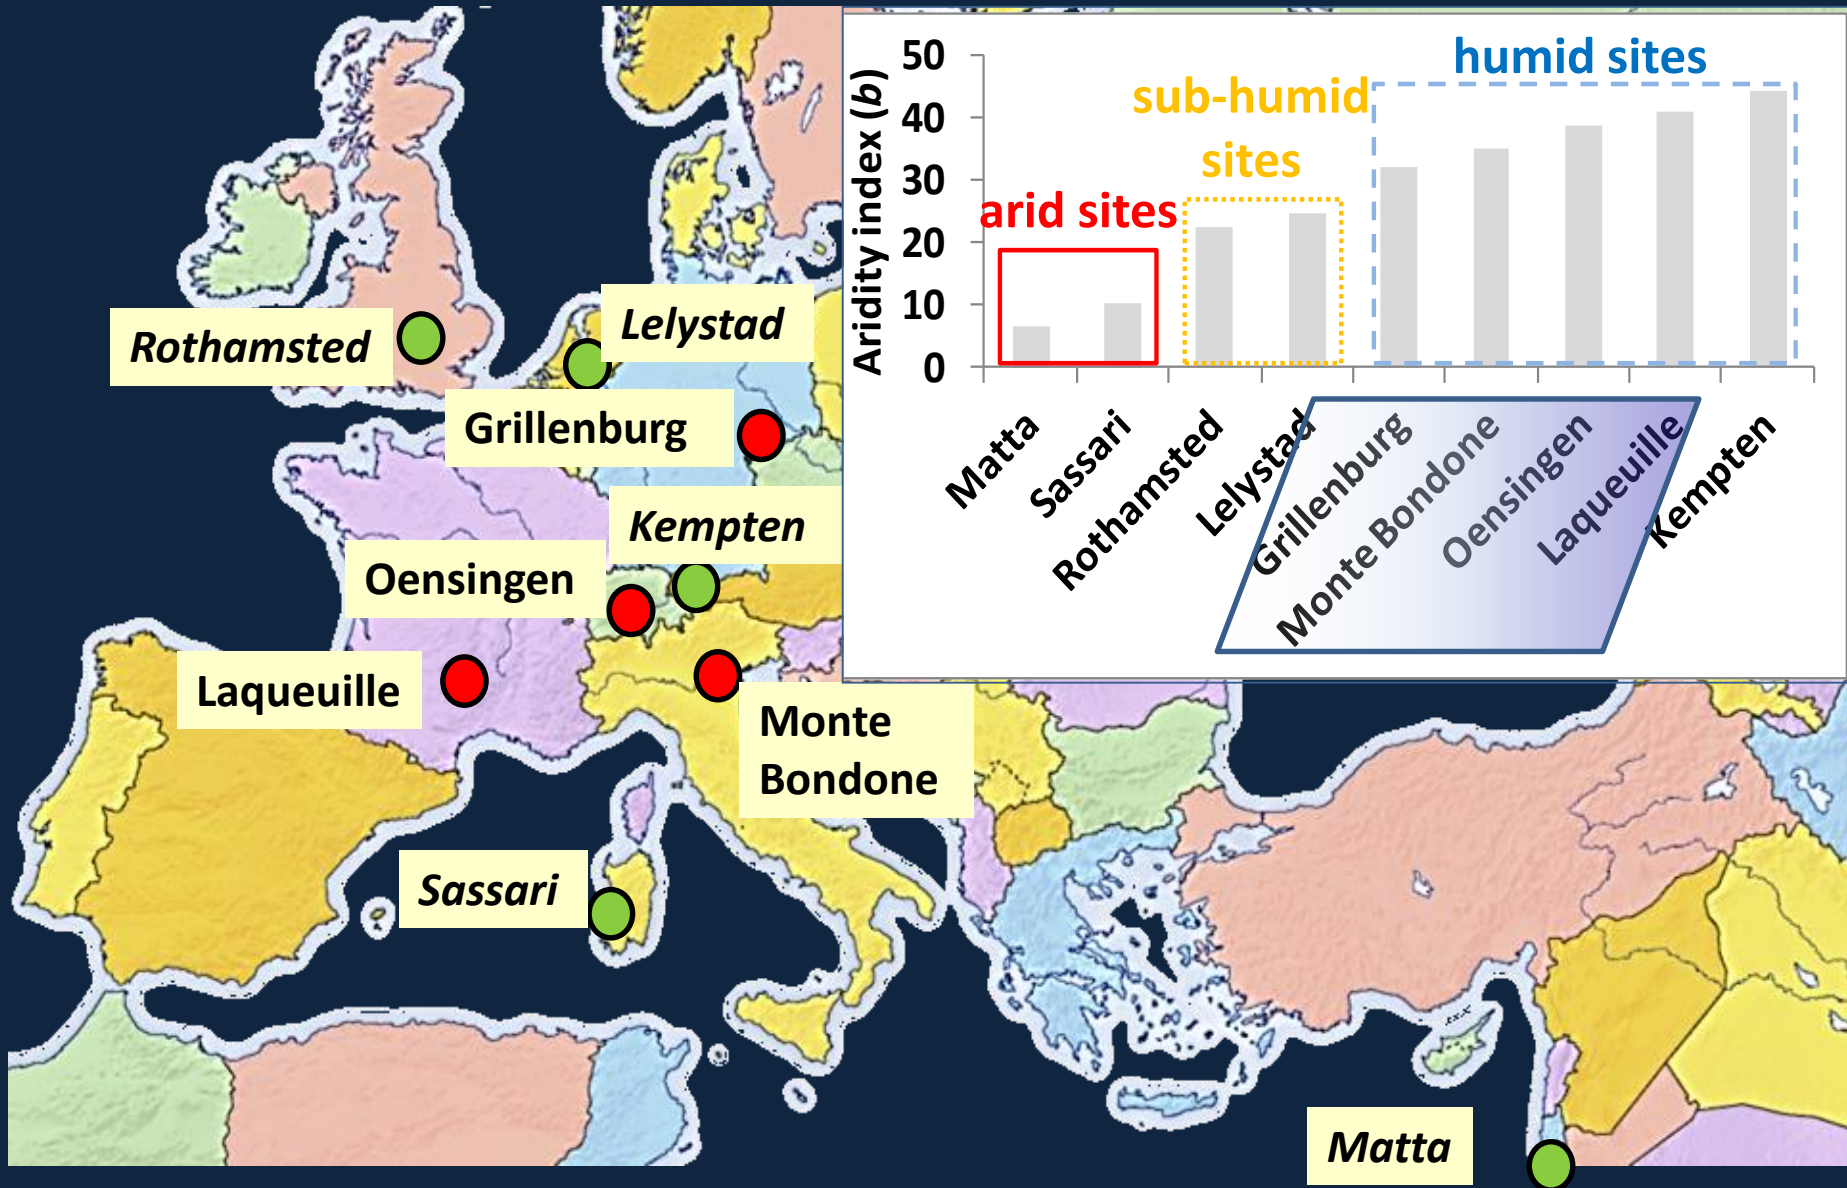 50
40
30
20
10
0
Aridity index (b)
humid sites
sub-humid
sites
arid sites
Matta
Sassari
Rothamsted
Lelystad
Grillenburg
Monte Bondone
Oensingen
Laqueuille
Kempten
Rothamsted
Lelystad
Grillenburg
Kempten
Oensingen
Laqueuille
Monte
Bondone
Sassari
Matta